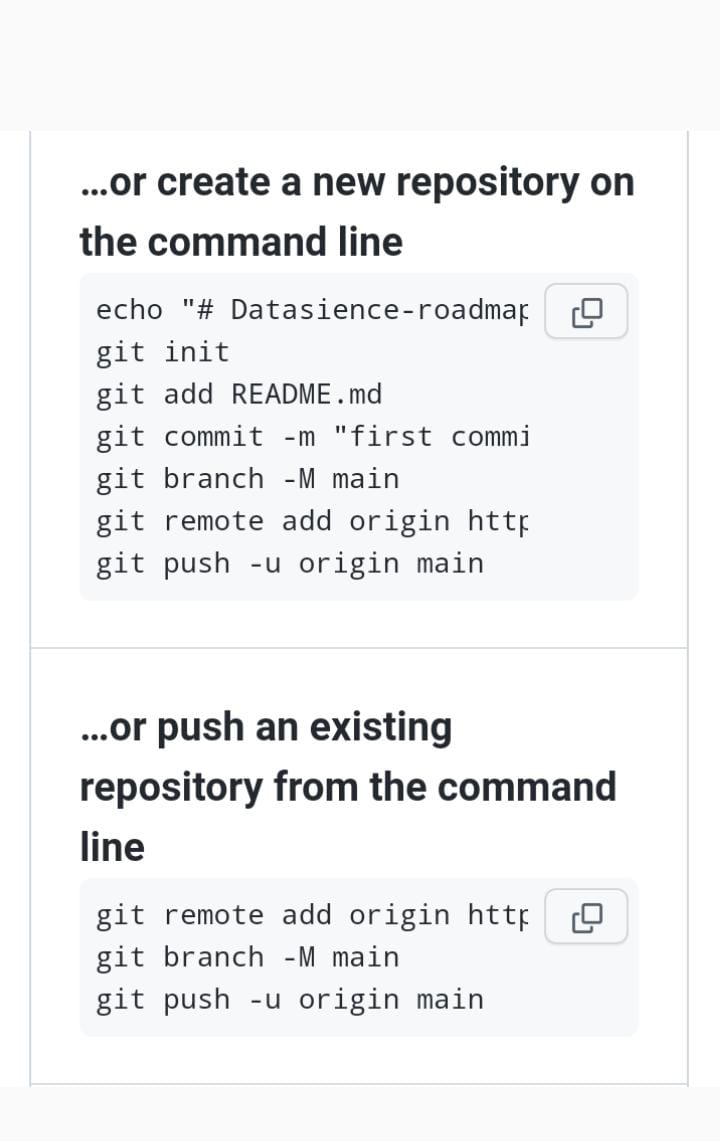 ...or create a new repository on
the command line
echo "# Datasience-roadmap
git init
git add README.md
git commit -m "first commi
git branch -M main
git remote add origin http
git push -u origin main
...or push an existing
repository from the command
line
git remote add origin http
git branch -M main
git push -u origin main